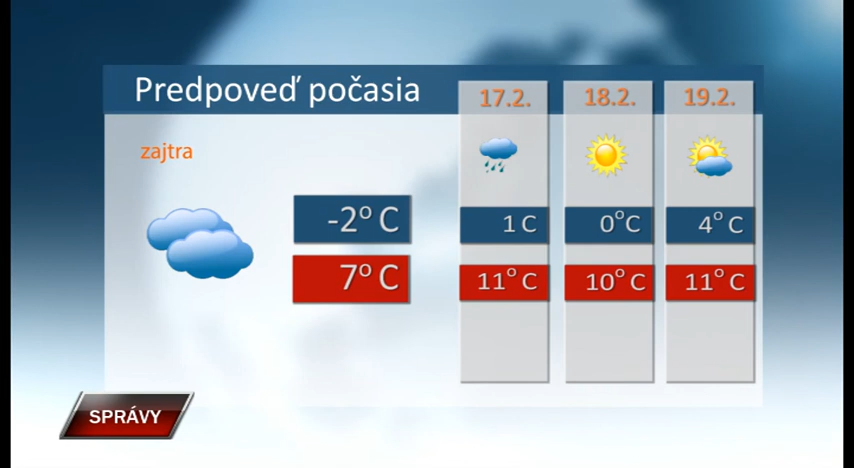 Predpoveď počasia
zajtra
-2° C
7° C
17.2.
1 C
11° C
18.2.
0°C
10° C
19.2.
4° C
11° C
SPRÁVY